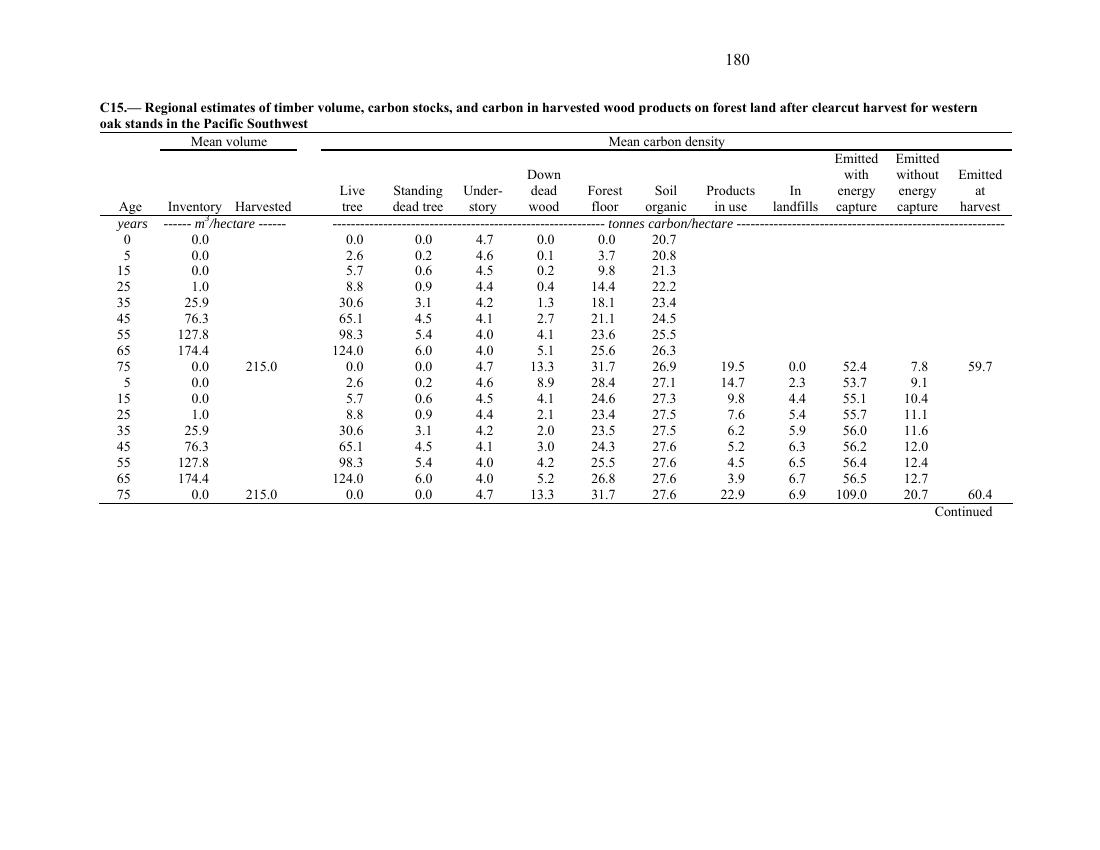 180
C15.— Regional estimates of timber volume, carbon stocks, and carbon in harvested wood products on forest land after clearcut harvest for western
oak stands in the Pacific Southwest
Mean volume Mean carbon density
Age Inventory Harvested Live tree Standing dead tree Under-story Down dead wood Forest floor Soil organic Products in use In landfills Emitted with energy capture Emitted without energy capture Emitted at harvest
years ------ m³/hectare ------ ---------- tonnes carbon/hectare ----------
0 0.0 0.0 0.0 4.7 0.0 0.0 20.7
5 0.0 2.6 0.2 4.6 0.1 3.7 20.8
15 0.0 5.7 0.6 4.5 0.2 9.8 21.3
25 1.0 8.8 0.9 4.4 0.4 14.4 22.2
35 25.9 30.6 3.1 4.2 1.3 18.1 23.4
45 76.3 65.1 4.5 4.1 2.7 21.1 24.5
55 127.8 98.3 5.4 4.0 4.1 23.6 25.5
65 174.4 124.0 6.0 4.0 5.1 25.6 26.3
75 0.0 215.0 0.0 0.0 4.7 13.3 31.7 26.9 19.5 0.0 52.4 7.8 59.7
5 0.0 2.6 0.2 4.6 8.9 28.4 27.1 14.7 2.3 53.7 9.1
15 0.0 5.7 0.6 4.5 4.1 24.6 27.3 9.8 4.4 55.1 10.4
25 1.0 8.8 0.9 4.4 2.1 23.4 27.5 7.6 5.4 55.7 11.1
35 25.9 30.6 3.1 4.2 2.0 23.5 27.5 6.2 5.9 56.0 11.6
45 76.3 65.1 4.5 4.1 3.0 24.3 27.6 5.2 6.3 56.2 12.0
55 127.8 98.3 5.4 4.0 4.2 25.5 27.6 4.5 6.5 56.4 12.4
65 174.4 124.0 6.0 4.0 5.2 26.8 27.6 3.9 6.7 56.5 12.7
75 0.0 215.0 0.0 0.0 4.7 13.3 31.7 27.6 22.9 6.9 109.0 20.7 60.4
Continued